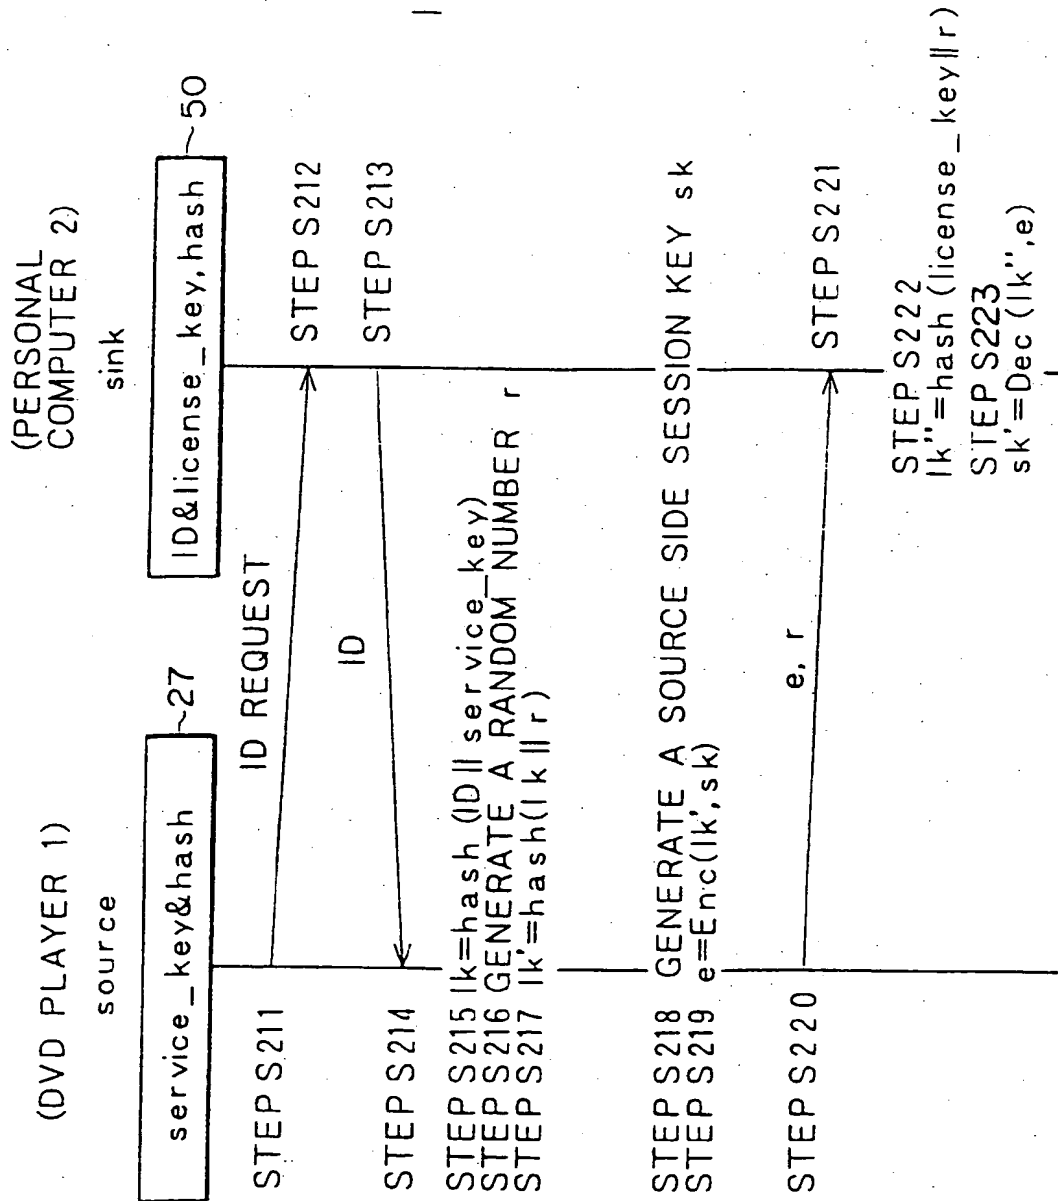 (DVD PLAYER 1)
source
service_key&hash
~27
(PERSONAL
COMPUTER 2)
sink
ID&license_key,hash
~50
STEP S211
ID REQUEST
STEP S212
STEP S213
ID
STEP S214
STEP S215 lk=hash (ID || service_key)
STEP S216 GENERATE A RANDOM NUMBER r
STEP S217 lk'=hash(lk || r)
STEP S218 GENERATE A SOURCE SIDE SESSION KEY sk
STEP S219 e=Enc(lk',sk)
STEP S220
e, r
STEP S221
STEP S222
lk''=hash (license_key || r)
STEP S223
sk'=Dec (lk'',e)